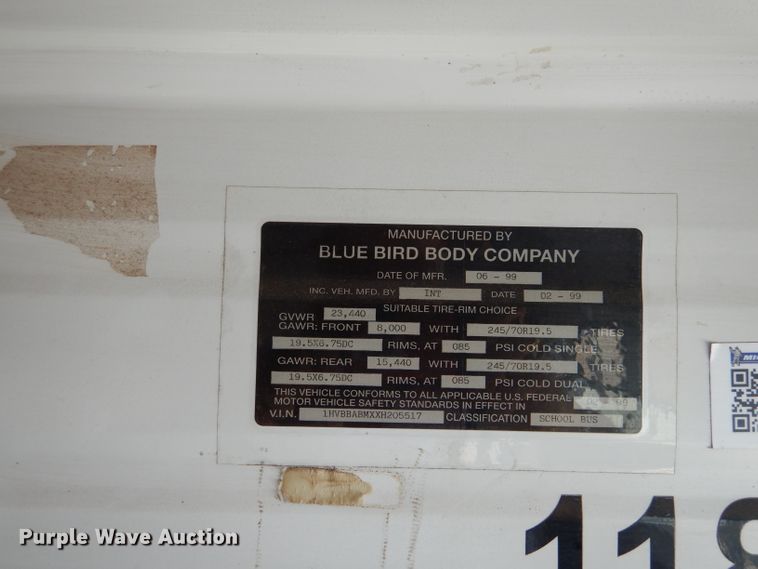 MANUFACTURED BY
BLUE BIRD BODY COMPANY
DATE OF MFR. 06 - 99
INC. VEH. MFD. BY INT DATE 02 - 99
GVWR 23,440 SUITABLE TIRE-RIM CHOICE
GAWR: FRONT 8,000 WITH 245/70R19.5 TIRES
19.5X6.75DC RIMS, AT 085 PSI COLD SINGLE
GAWR: REAR 15,440 WITH 245/70R19.5 TIRES
19.5X6.75DC RIMS, AT 085 PSI COLD DUAL
THIS VEHICLE CONFORMS TO ALL APPLICABLE U.S. FEDERAL
MOTOR VEHICLE SAFETY STANDARDS IN EFFECT IN 99
V.I.N. 1HVBBABMXXH205517 CLASSIFICATION SCHOOL BUS
118
Purple Wave Auction